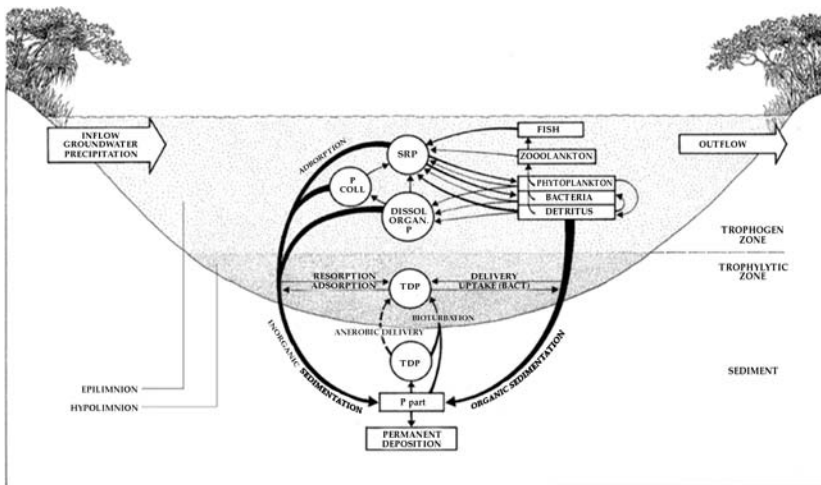 INFLOW
GROUNDWATER
PRECIPITATION
OUTFLOW
FISH
ZOOOLANKTON
PHYTOPLANKTON
BACTERIA
DETRITUS
ADBORPTION
SRP
P
COLL
DISSOL
ORGAN.
P
TROPHOGEN
ZONE
TROPHYLYTIC
ZONE
RESORPTION
ADSORPTION
TDP
DELIVERY
UPTAKE (BACT)
BIOTURBATION
ANEROBIC DELIVERY
TDP
INORGANIC SEDIMENTATION
ORGANIC SEDIMENTATION
SEDIMENT
EPILIMNION
HYPOLIMNION
P part
PERMANENT
DEPOSITION